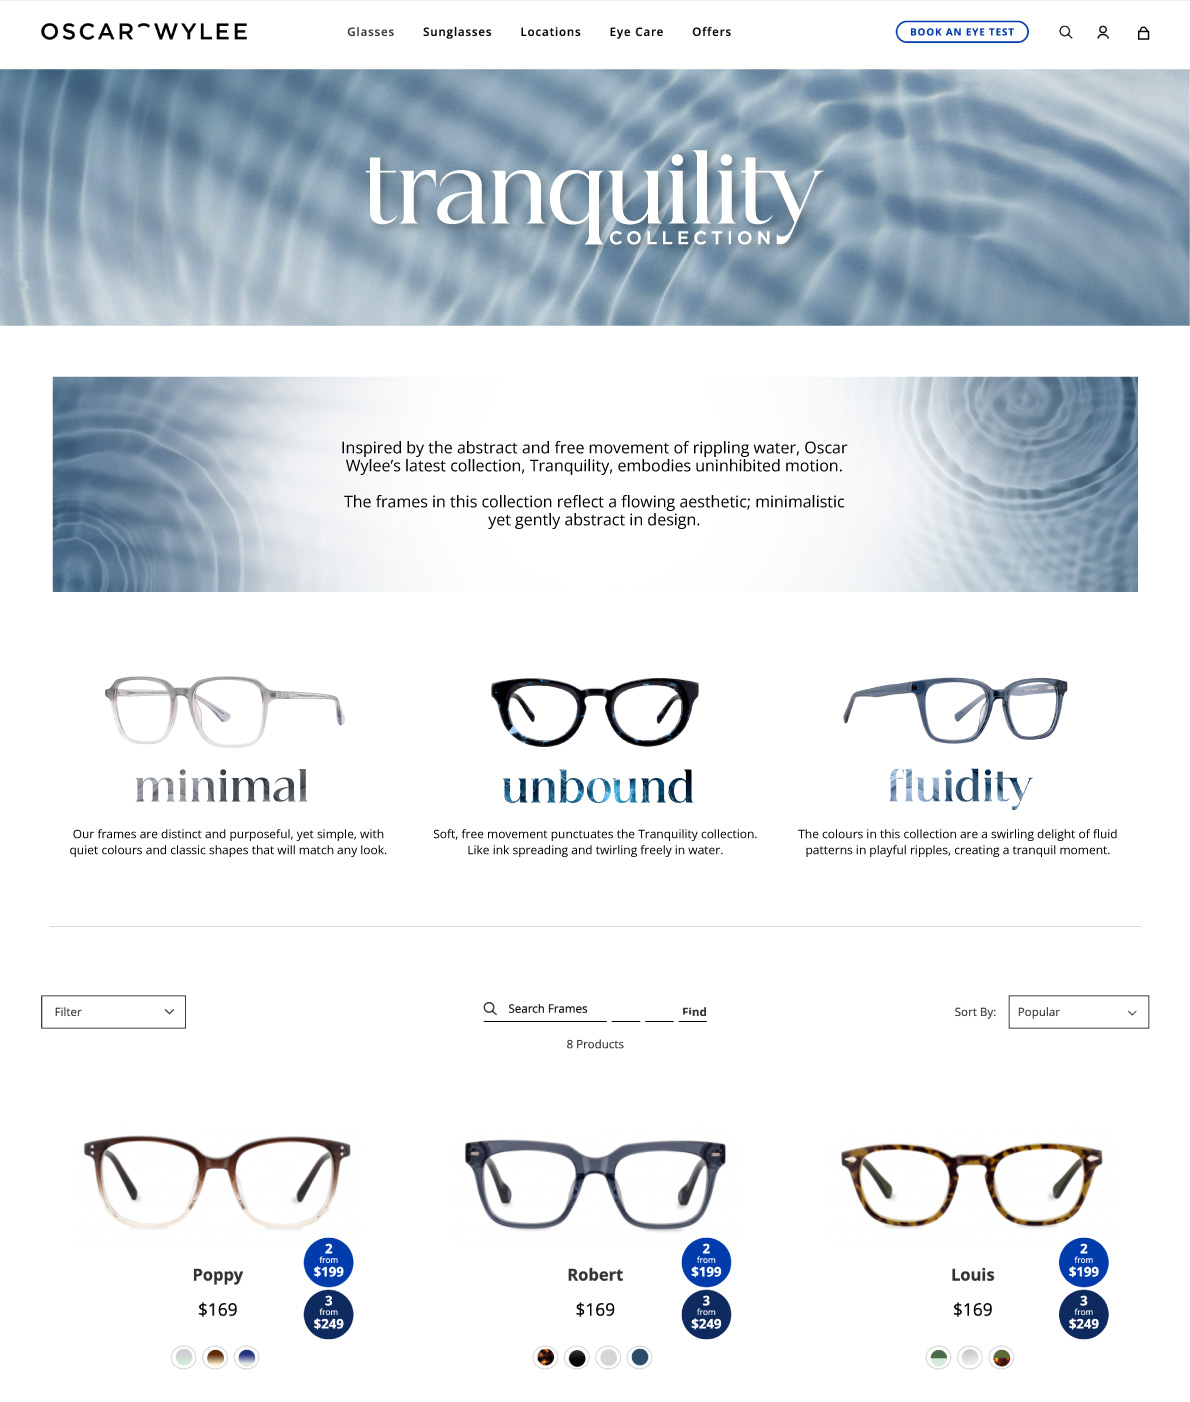 OSCAR WYLEE
Glasses Sunglasses Locations Eye Care Offers
BOOK AN EYE TEST
tranquility
COLLECTION
Inspired by the abstract and free movement of rippling water, Oscar
Wylee's latest collection, Tranquility, embodies uninhibited motion.
The frames in this collection reflect a flowing aesthetic; minimalistic
yet gently abstract in design.
minimal
Our frames are distinct and purposeful, yet simple, with
quiet colours and classic shapes that will match any look.
unbound
Soft, free movement punctuates the Tranquility collection.
Like ink spreading and twirling freely in water.
fluidity
The colours in this collection are a swirling delight of fluid
patterns in playful ripples, creating a tranquil moment.
Filter
Search Frames
Find
Sort By: Popular
8 Products
2
from
$199
Poppy
3
from
$249
$169
2
from
$199
Robert
3
from
$249
$169
2
from
$199
Louis
3
from
$249
$169